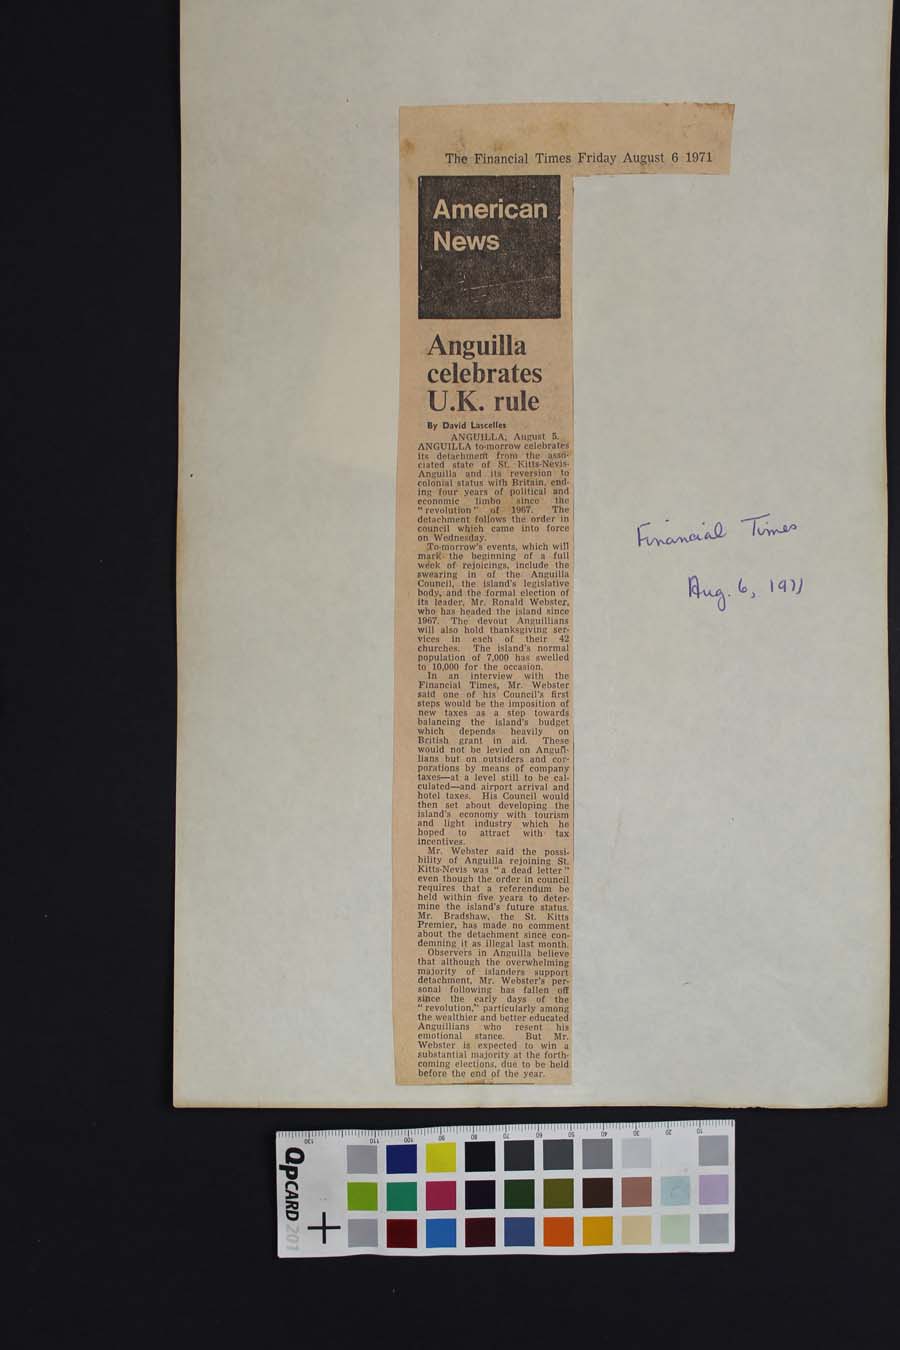 The Financial Times Friday August 6 1971
American
News
Anguilla
celebrates
U.K. rule
By David Lascelles
ANGUILLA, August 5.
ANGUILLA to-morrow celebrates
its detachment from the asso-
ciated state of St. Kitts-Nevis-
Anguilla and its reversion to
colonial status with Britain, end-
ing four years of political and
economic limbo since the
"revolution" of 1967. The
detachment follows the order in
council which came into force
on Wednesday.
To-morrow's events, which will
mark the beginning of a full
week of rejoicings, include the
swearing in of the Anguilla
Council, the island's legislative
body, and the formal election of
its leader, Mr. Ronald Webster,
who has headed the island since
1967. The devout Anguillians
will also hold thanksgiving ser-
vices in each of their 42
churches. The island's normal
population of 7,000 has swelled
to 10,000 for the occasion.
In an interview with the
Financial Times, Mr. Webster
said one of his Council's first
steps would be the imposition of
new taxes as a step towards
balancing the island's budget
which depends heavily on
British grant in aid. These
would not be levied on Anguil-
lians but on outsiders and cor-
porations by means of company
taxes—at a level still to be cal-
culated—and airport arrival and
hotel taxes. His Council would
then set about developing the
island's economy with tourism
and light industry which he
hoped to attract with tax
incentives.
Mr. Webster said the possi-
bility of Anguilla rejoining St.
Kitts-Nevis was "a dead letter"
even though the order in council
requires that a referendum be
held within five years to deter-
mine the island's future status.
Mr. Bradshaw, the St. Kitts
Premier, has made no comment
about the detachment since con-
demning it as illegal last month.
Observers in Anguilla believe
that although the overwhelming
majority of islanders support
detachment, Mr. Webster's per-
sonal following has fallen off
since the early days of the
"revolution," particularly among
the wealthier and better educated
Anguillians who resent his
emotional stance. But Mr.
Webster is expected to win a
substantial majority at the forth-
coming elections, due to be held
before the end of the year.
Financial Times
Aug. 6, 1971
130 110 100 90 80 70 60 50 40 30 20 10
QPCARD 201